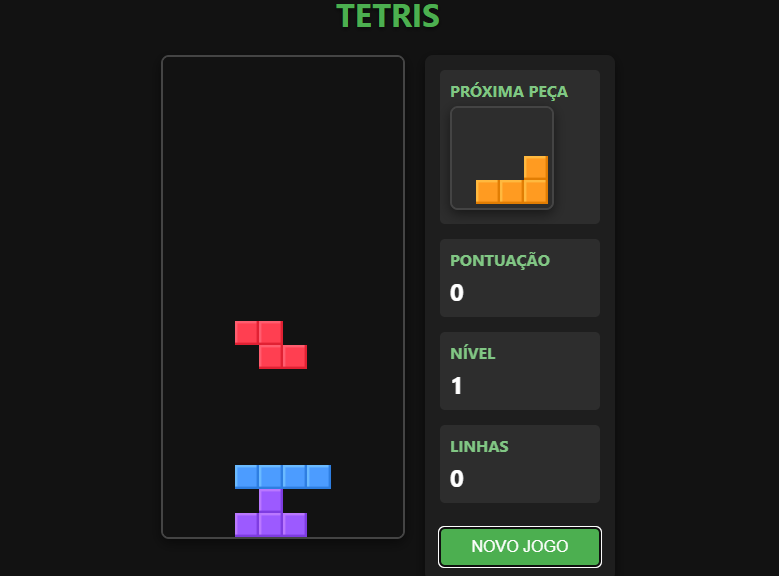 TETRIS
PRÓXIMA PEÇA
PONTUAÇÃO
0
NÍVEL
1
LINHAS
0
NOVO JOGO